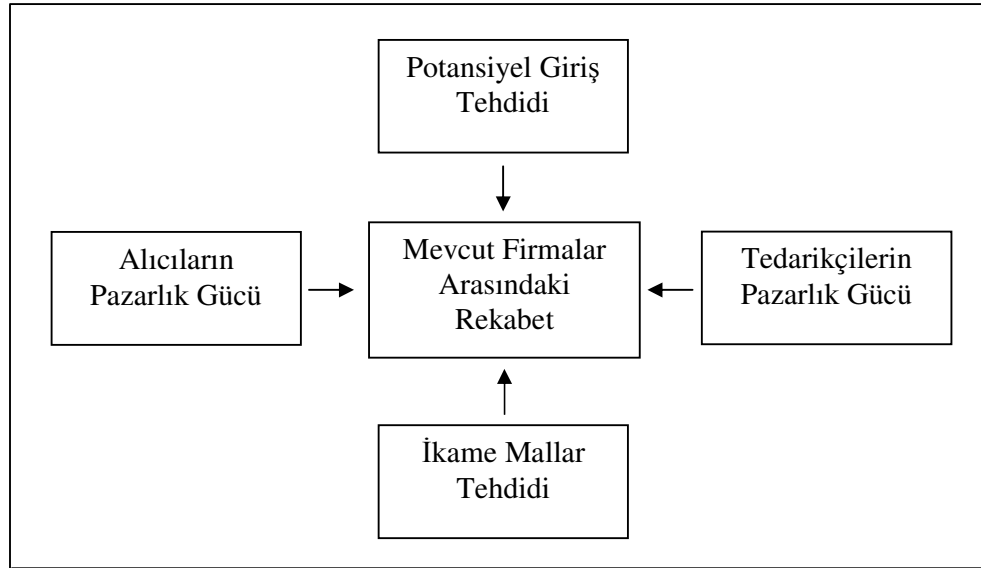 Potansiyel Giriş
Tehdidi
Alıcıların
Pazarlık Gücü
Mevcut Firmalar
Arasındaki
Rekabet
Tedarikçilerin
Pazarlık Gücü
İkame Mallar
Tehdidi